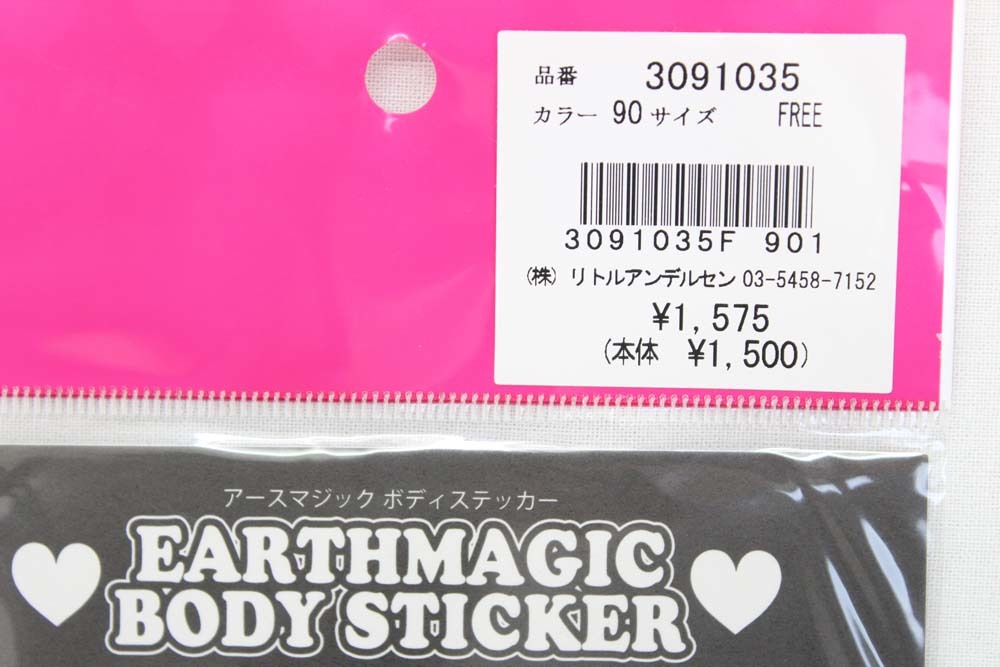 品番 3091035
カラー 90 サイズ FREE
3091035F 901
(株) リトルアンデルセン 03-5458-7152
¥1,575
(本体 ¥1,500)
アースマジック ボディステッカー
EARTHMAGIC
BODY STICKER